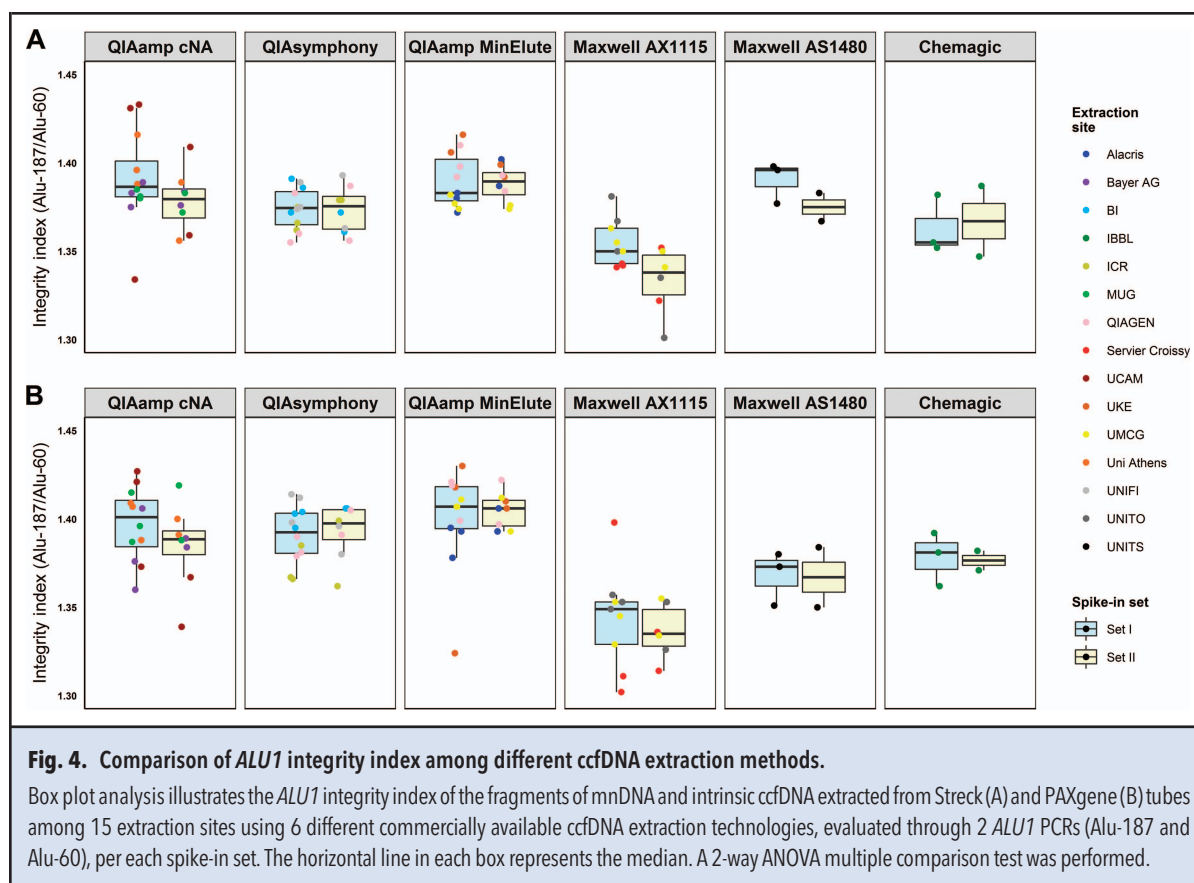 A
QIAamp cNA
QIAsymphony
QIAamp MinElute
Maxwell AX1115
Maxwell AS1480
Chemagic
Integrity index (Alu-187/Alu-60)
1.45
1.40
1.35
1.30
B
QIAamp cNA
QIAsymphony
QIAamp MinElute
Maxwell AX1115
Maxwell AS1480
Chemagic
Integrity index (Alu-187/Alu-60)
1.45
1.40
1.35
1.30
Extraction
site
Alacris
Bayer AG
BI
IBBL
ICR
MUG
QIAGEN
Servier Croissy
UCAM
UKE
UMCG
Uni Athens
UNIFI
UNITO
UNITS
Spike-in set
Set I
Set II
Fig. 4. Comparison of ALU1 integrity index among different ccfDNA extraction methods.
Box plot analysis illustrates the ALU1 integrity index of the fragments of mnDNA and intrinsic ccfDNA extracted from Streck (A) and PAXgene (B) tubes
among 15 extraction sites using 6 different commercially available ccfDNA extraction technologies, evaluated through 2 ALU1 PCRs (Alu-187 and
Alu-60), per each spike-in set. The horizontal line in each box represents the median. A 2-way ANOVA multiple comparison test was performed.